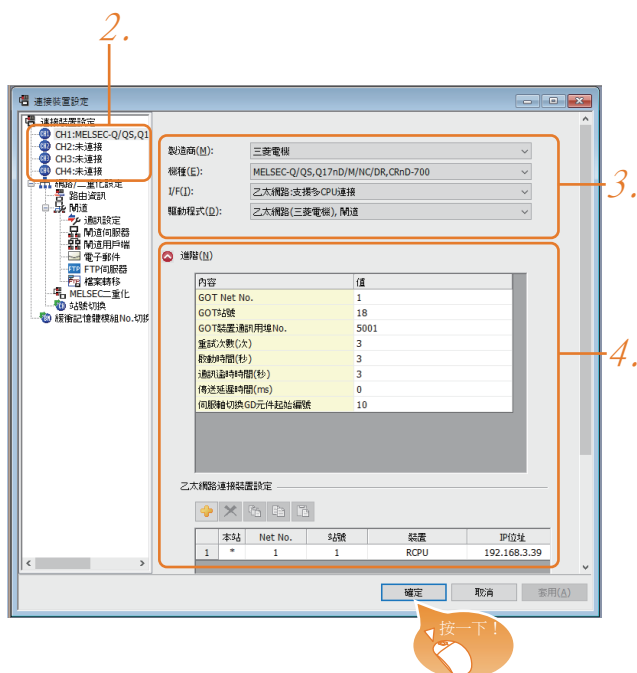 2.
連接裝置設定
連接裝置設定
CH1:MELSEC-Q/QS,Q1
CH2:未連接
CH3:未連接
CH4:未連接
網路/二重化設定
路由資訊
閘道
通訊設定
閘道伺服器
閘道用戶端
電子郵件
FTP FTP伺服器
檔案轉移
MELSEC二重化
站號切換
緩衝記憶體模組No.切換
製造商(M): 三菱電機
機種(E): MELSEC-Q/QS,Q17nD/M/NC/DR,CRnD-700
I/F(I): 乙太網路:支援多CPU連接
驅動程式(D): 乙太網路(三菱電機), 閘道
3.
進階(N)
內容 值
GOT Net No. 1
GOT站號 18
GOT裝置通訊用埠No. 5001
重試次數(次) 3
啟動時間(秒) 3
通訊逾時時間(秒) 3
傳送延遲時間(ms) 0
伺服軸切換GD元件起始編號 10
4.
乙太網路連接裝置設定
本站 Net No. 站號 裝置 IP位址
1 * 1 1 RCPU 192.168.3.39
確定 取消 套用(A)
按一下！